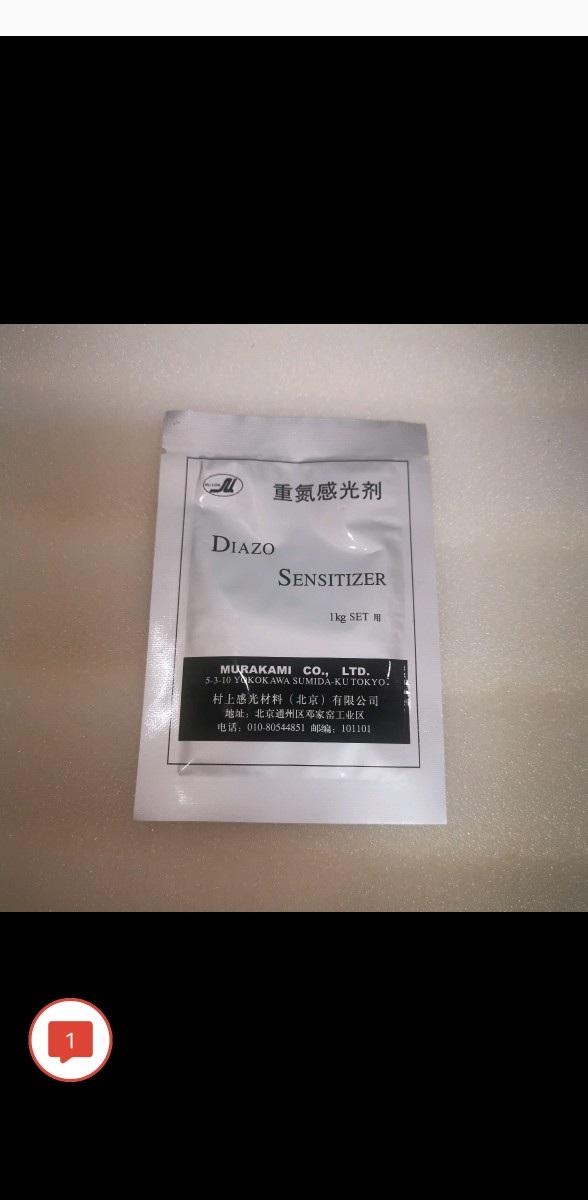 重氮感光剂
DIAZO
SENSITIZER
1kg SET 用
MURAKAMI CO., LTD.
5-3-10 YOKOKAWA SUMIDA-KU TOKYO.
村上感光材料（北京）有限公司
地址：北京通州区邓家窑工业区
电话：010-80544851 邮编：101101
1